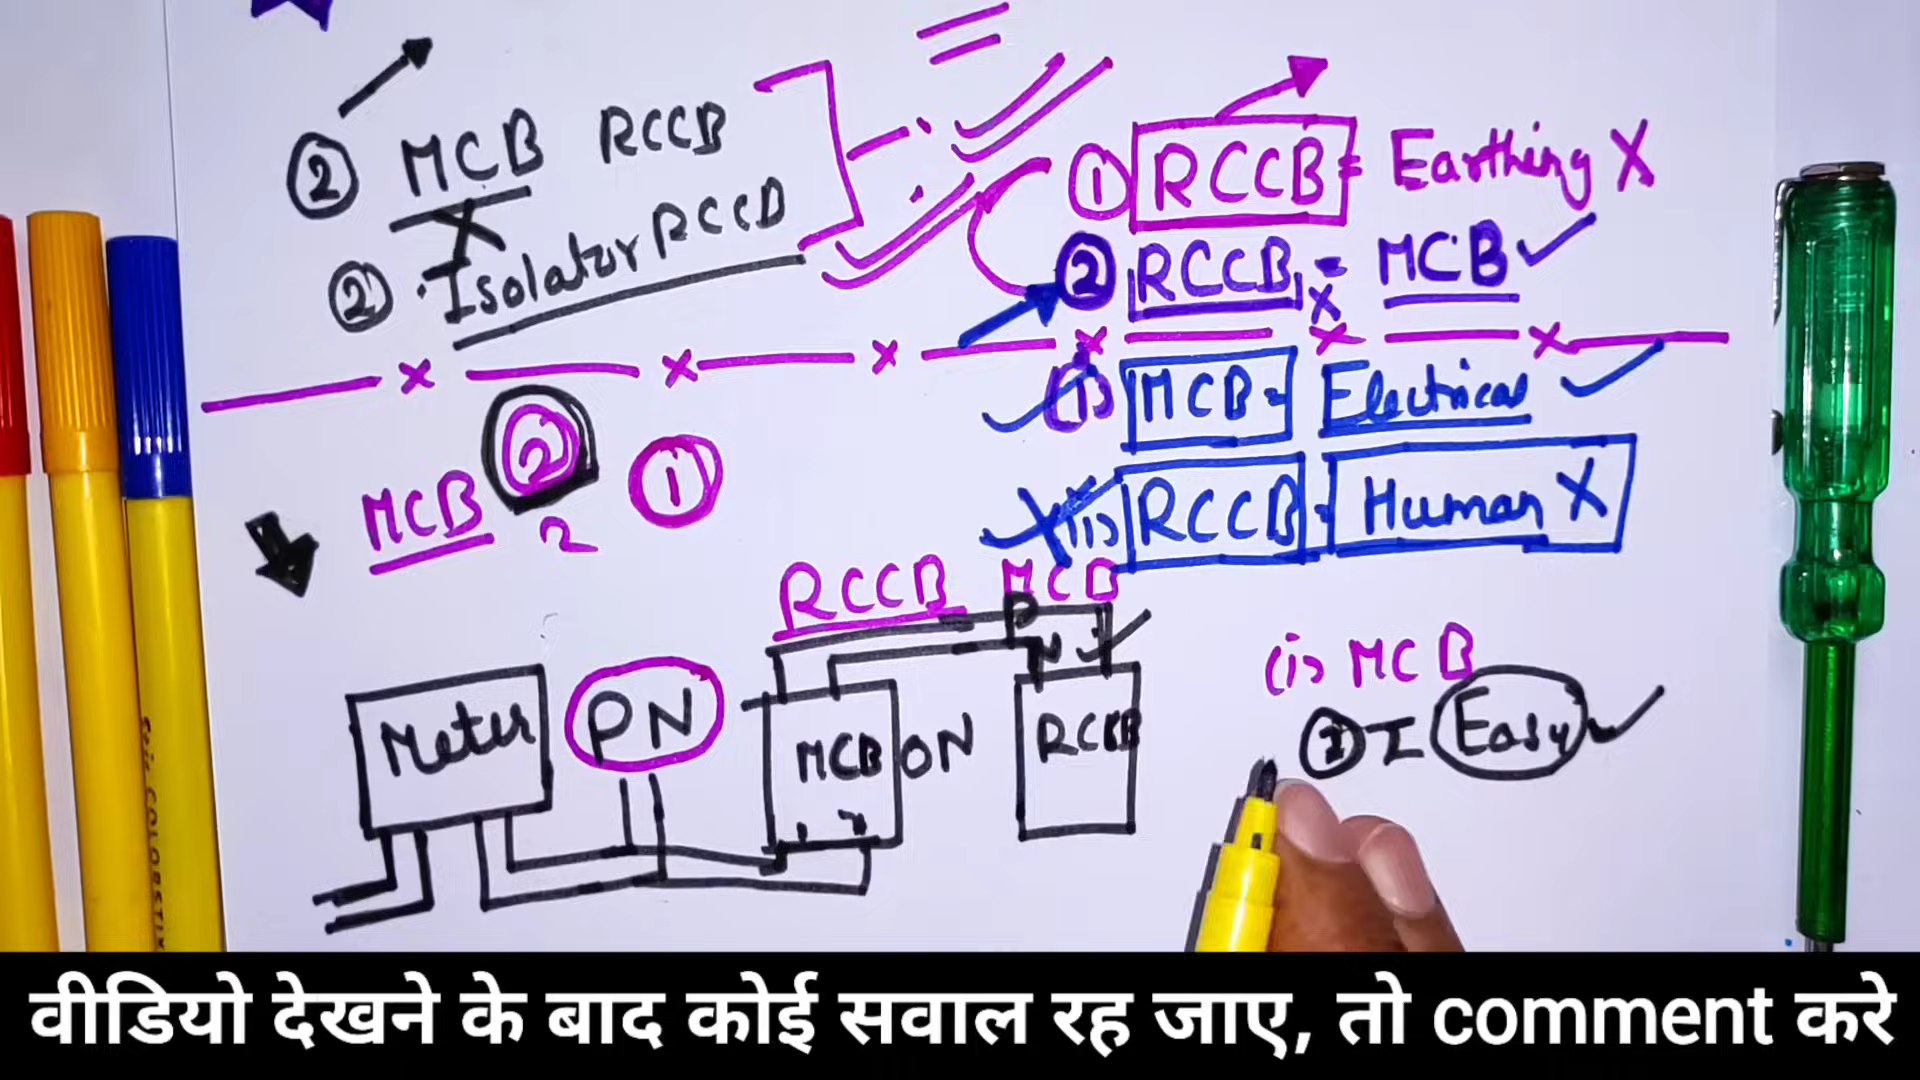 ② MCB RCCB
② Isolator RCCB
① RCCB = Earthing X
② RCCB = MCB ✓
(i) MCB = Electrical ✓
(ii) RCCB = Human X
MCB ② ①
2
RCCB MCB
P
N
Meter PN MCB ON RCCB
(i) MCB
② I Easy ✓
वीडियो देखने के बाद कोई सवाल रह जाए, तो comment करे